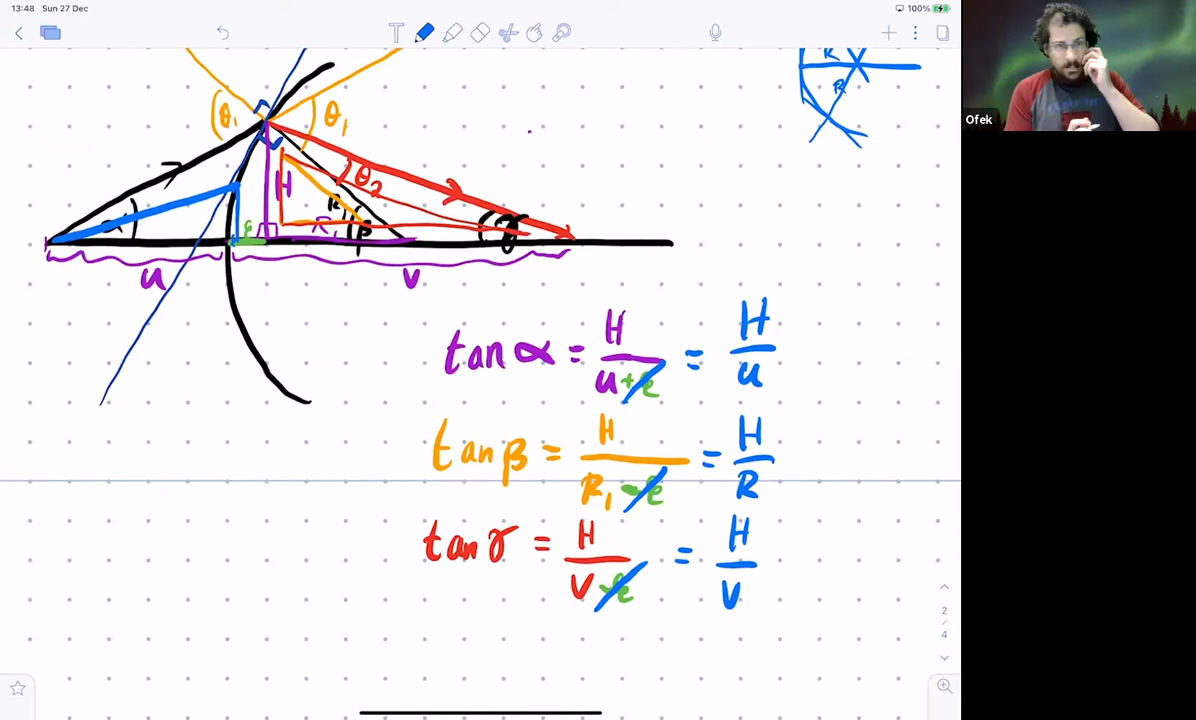 13:48 Sun 27 Dec
100%
R
R
θ1
θ1
θ2
H
R
α
ε
R1
β
γ
u
v
Ofek
tan α = H / u + ε = H / u
tan β = H / R1 - ε = H / R
tan γ = H / v - ε = H / v
2
/
4